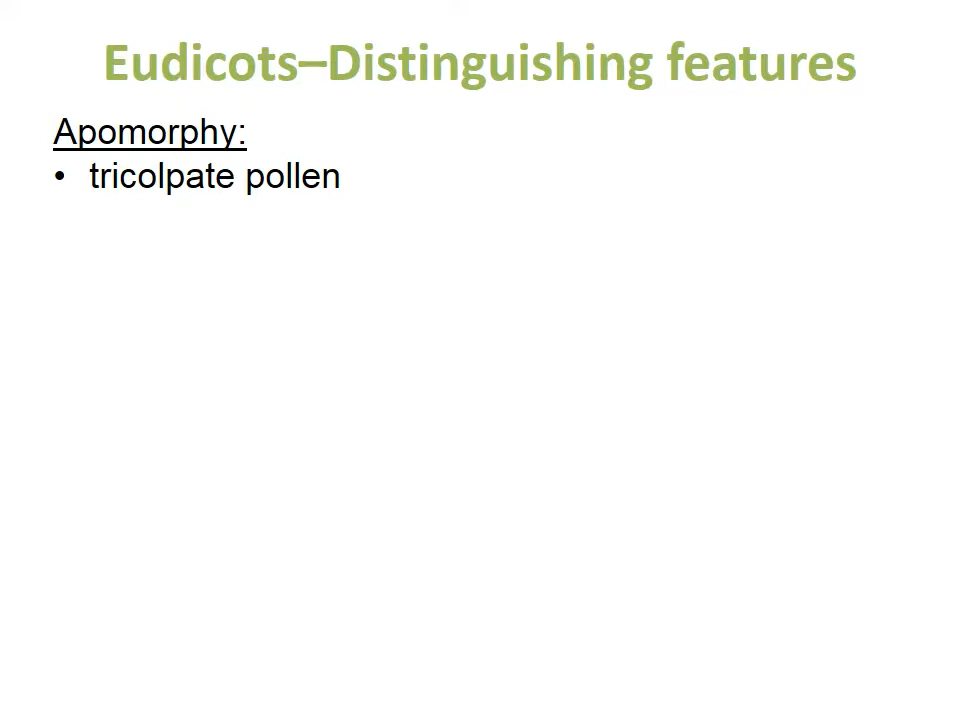 Eudicots–Distinguishing features
Apomorphy:
• tricolpate pollen